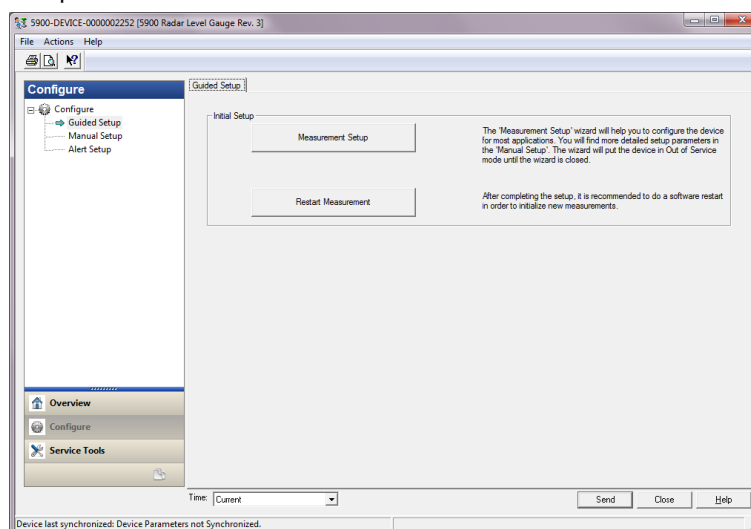 5900-DEVICE-0000002252 [5900 Radar Level Gauge Rev. 3]
File Actions Help
Configure
Configure
Guided Setup
Manual Setup
Alert Setup
Overview
Configure
Service Tools
Guided Setup
Initial Setup
Measurement Setup
The 'Measurement Setup' wizard will help you to configure the device
for most applications. You will find more detailed setup parameters in
the 'Manual Setup'. The wizard will put the device in Out of Service
mode until the wizard is closed.
Restart Measurement
After completing the setup, it is recommended to do a software restart
in order to initialize new measurements.
Time: Current
Send Close Help
Device last synchronized: Device Parameters not Synchronized.